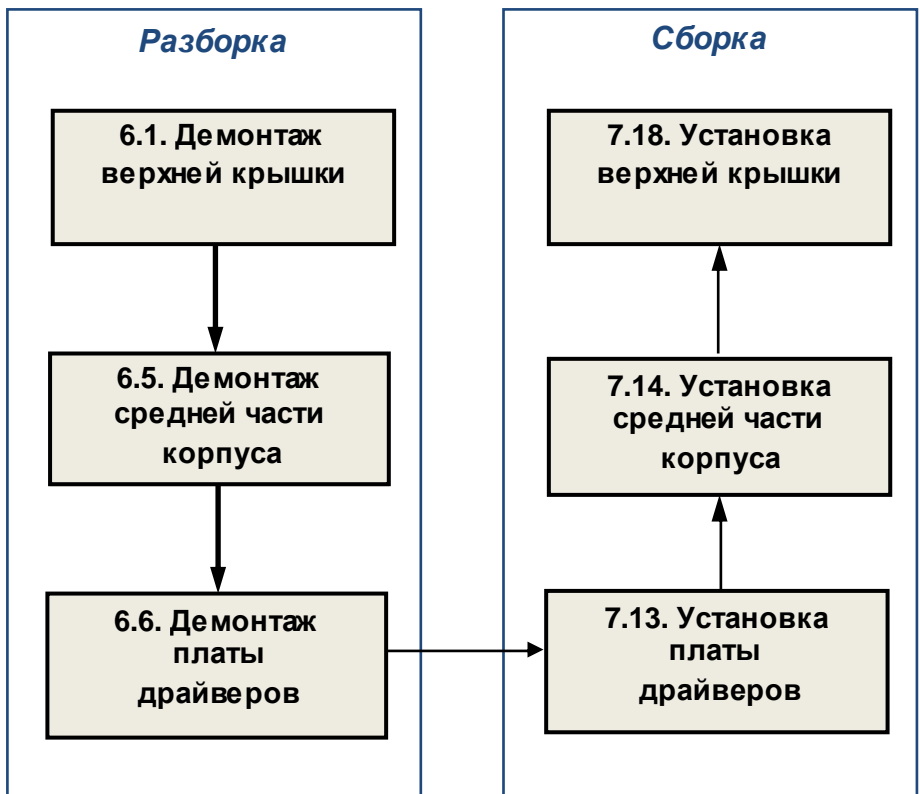 Разборка
6.1. Демонтаж
верхней крышки
6.5. Демонтаж
средней части
корпуса
6.6. Демонтаж
платы
драйверов
Сборка
7.18. Установка
верхней крышки
7.14. Установка
средней части
корпуса
7.13. Установка
платы
драйверов